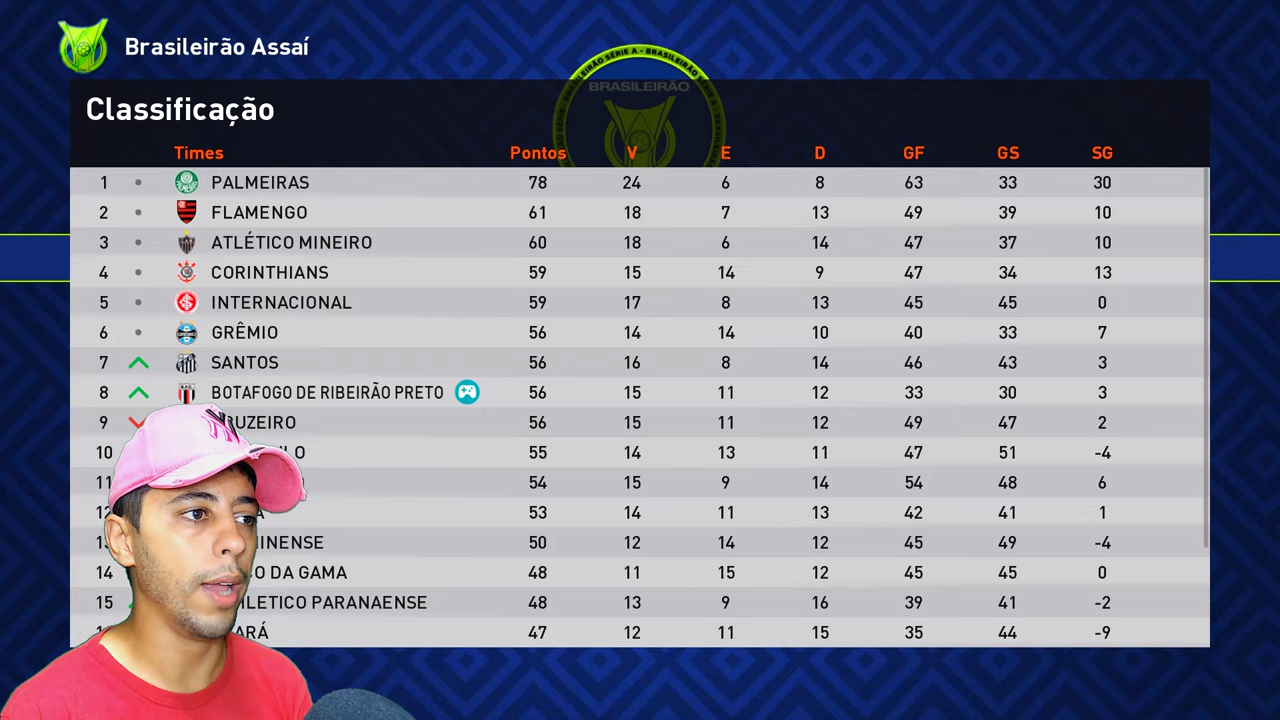 Brasileirão Assaí
BRASILEIRÃO SÉRIE A - BRASILEIRÃO SÉRIE A
BRASILEIRÃO
Classificação
Times Pontos V E D GF GS SG
1 PALMEIRAS 78 24 6 8 63 33 30
2 FLAMENGO 61 18 7 13 49 39 10
3 ATLÉTICO MINEIRO 60 18 6 14 47 37 10
4 CORINTHIANS 59 15 14 9 47 34 13
5 INTERNACIONAL 59 17 8 13 45 45 0
6 GRÊMIO 56 14 14 10 40 33 7
7 SANTOS 56 16 8 14 46 43 3
8 BOTAFOGO DE RIBEIRÃO PRETO 56 15 11 12 33 30 3
9 UZEIRO 56 15 11 12 49 47 2
10 LO 55 14 13 11 47 51 -4
11 54 15 9 14 54 48 6
12 A 53 14 11 13 42 41 1
13 INENSE 50 12 14 12 45 49 -4
14 O DA GAMA 48 11 15 12 45 45 0
15 LETICO PARANAENSE 48 13 9 16 39 41 -2
ARÁ 47 12 11 15 35 44 -9